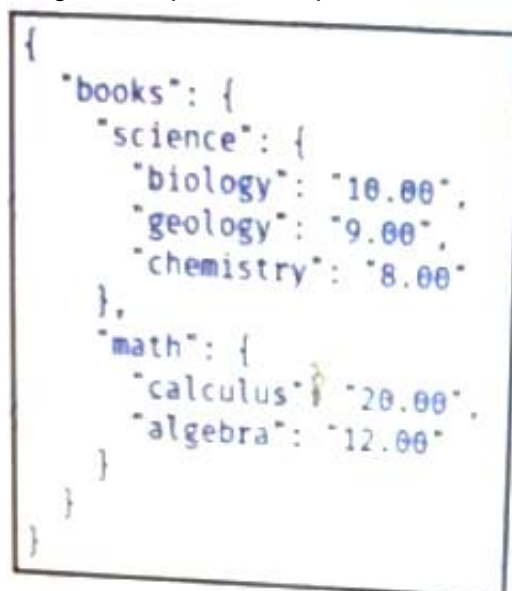 {
"books": {
"science": {
"biology": "10.00",
"geology": "9.00",
"chemistry": "8.00"
},
"math": {
"calculus": "20.00",
"algebra": "12.00"
}
}
}